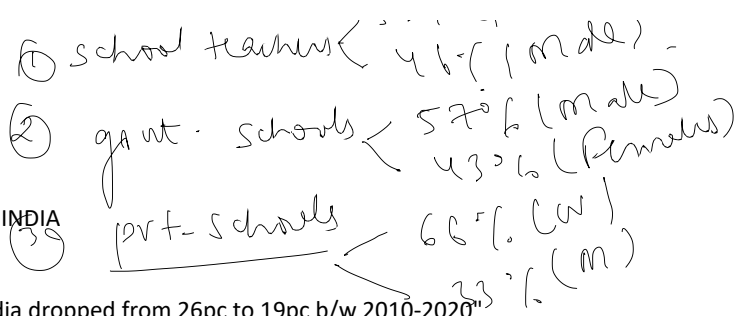 ① school teachers < 46% (male)
② govt. schools < 57% (male)
43% (females)
INDIA
③ pvt- schools < 66%. (W)
33% (M)
dia dropped from 26pc to 19pc b/w 2010-2020"